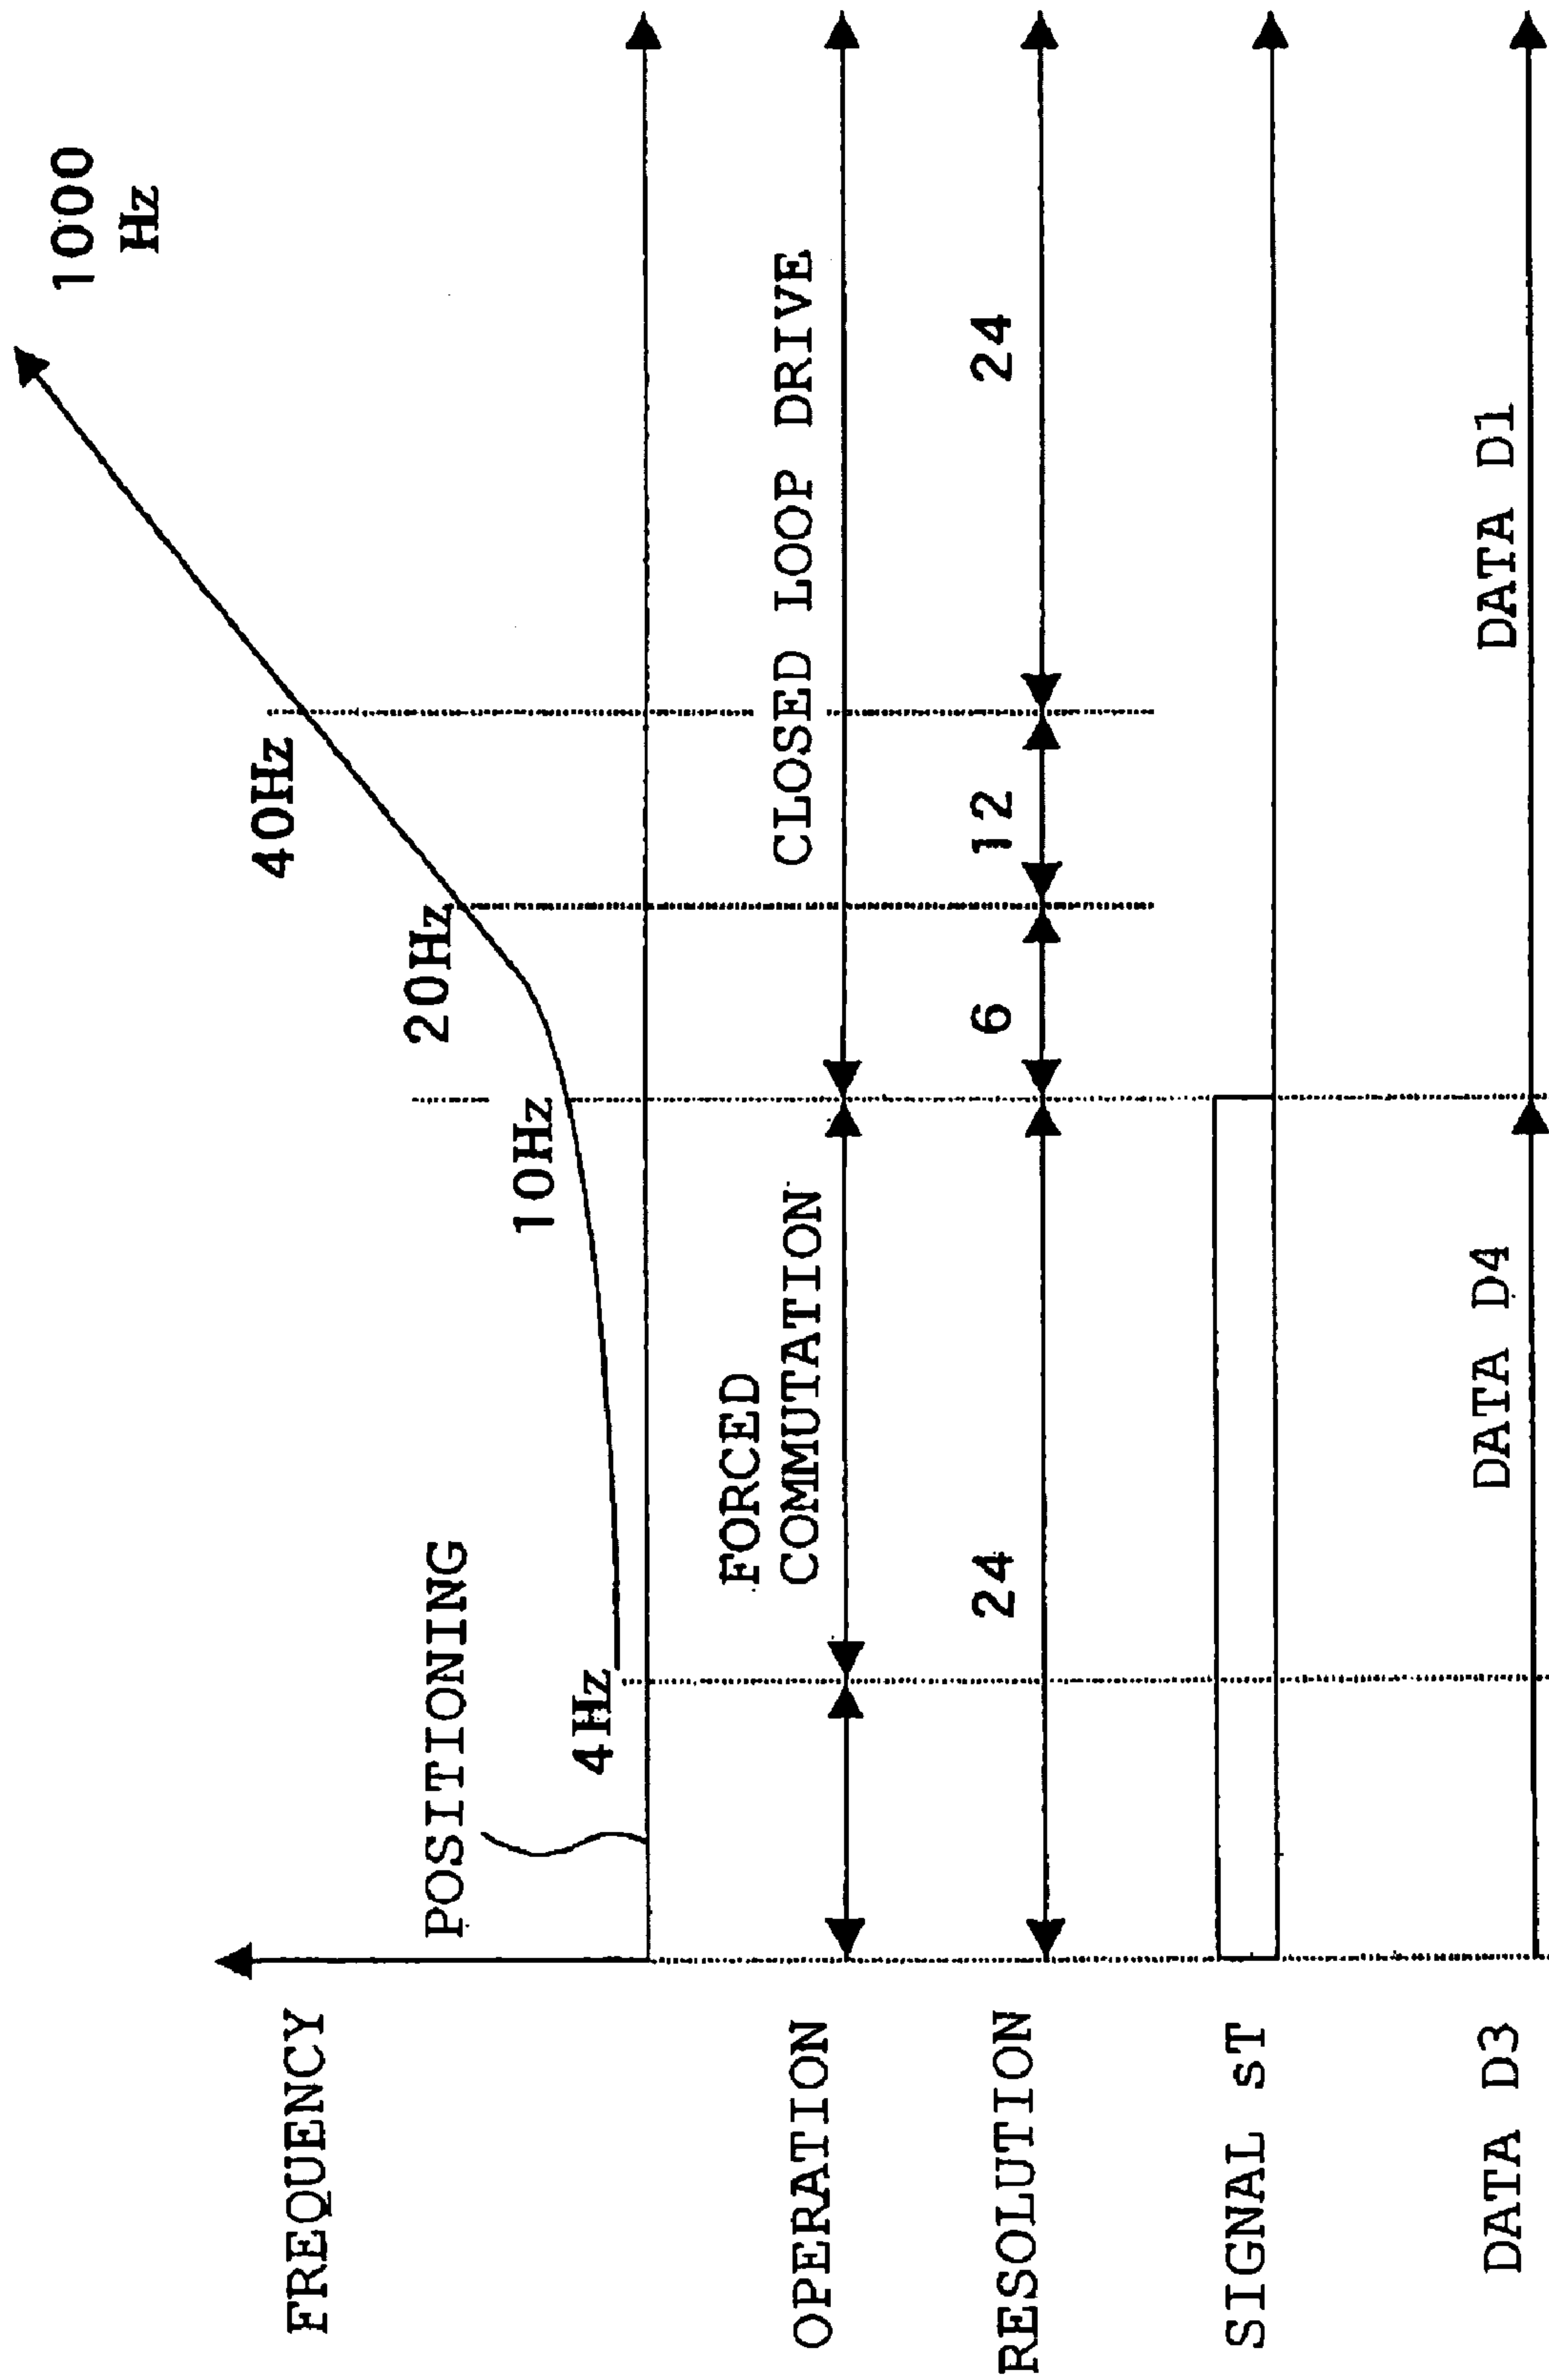 FREQUENCY
1000
Hz
40Hz
20Hz
10Hz
4Hz
POSITIONING
OPERATION
FORCED
COMMUTATION
CLOSED LOOP DRIVE
RESOLUTION
24
6
12
24
SIGNAL sT
DATA D3
DATA D4
DATA D1